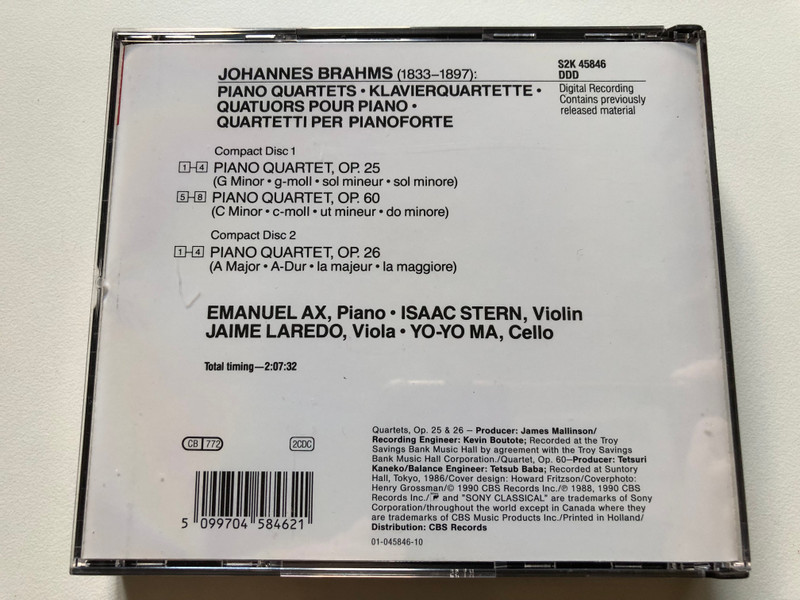 JOHANNES BRAHMS (1833–1897):
PIANO QUARTETS • KLAVIERQUARTETTE •
QUATUORS POUR PIANO •
QUARTETTI PER PIANOFORTE
S2K 45846
DDD
Digital Recording
Contains previously
released material
Compact Disc 1
1–4 PIANO QUARTET, OP. 25
(G Minor • g-moll • sol mineur • sol minore)
5–8 PIANO QUARTET, OP. 60
(C Minor • c-moll • ut mineur • do minore)
Compact Disc 2
1–4 PIANO QUARTET, OP. 26
(A Major • A-Dur • la majeur • la maggiore)
EMANUEL AX, Piano • ISAAC STERN, Violin
JAIME LAREDO, Viola • YO-YO MA, Cello
Total timing—2:07:32
CB 772
2CDC
Quartets, Op. 25 & 26 – Producer: James Mallinson/
Recording Engineer: Kevin Boutote; Recorded at the Troy
Savings Bank Music Hall by agreement with the Troy Savings
Bank Music Hall Corporation./Quartet, Op. 60–Producer: Tetsuri
Kaneko/Balance Engineer: Tetsub Baba; Recorded at Suntory
Hall, Tokyo, 1986/Cover design: Howard Fritzson/Coverphoto:
Henry Grossman/© 1990 CBS Records Inc./℗ 1988, 1990 CBS
Records Inc./ and "SONY CLASSICAL" are trademarks of Sony
Corporation/throughout the world except in Canada where they
are trademarks of CBS Music Products Inc./Printed in Holland/
Distribution: CBS Records
01-045846-10
5 099704 584621